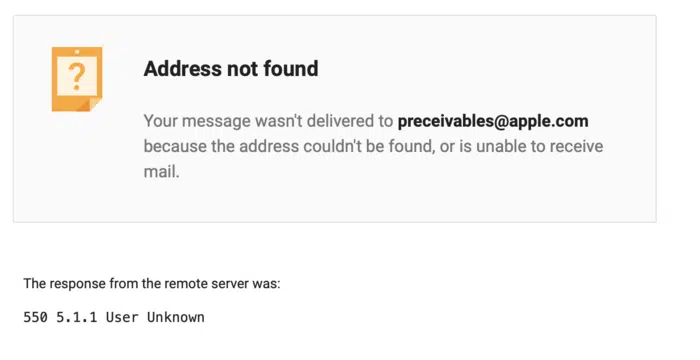 Address not found
Your message wasn't delivered to preceivables@apple.com
because the address couldn't be found, or is unable to receive
mail.
The response from the remote server was:
550 5.1.1 User Unknown